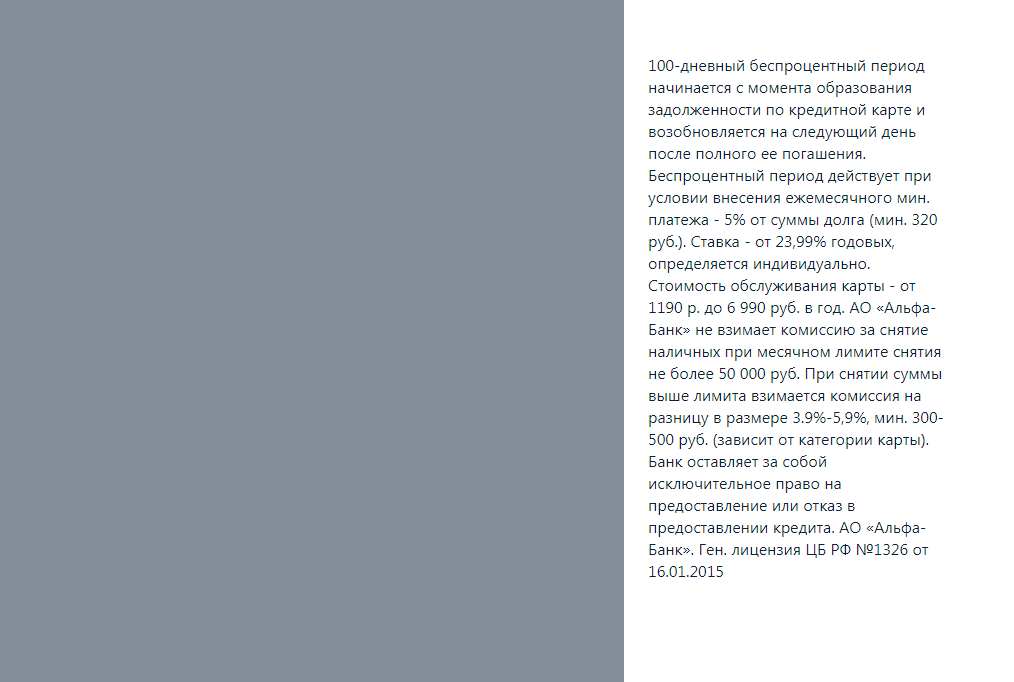 100-дневный беспроцентный период
начинается с момента образования
задолженности по кредитной карте и
возобновляется на следующий день
после полного ее погашения.
Беспроцентный период действует при
условии внесения ежемесячного мин.
платежа - 5% от суммы долга (мин. 320
руб.). Ставка - от 23,99% годовых,
определяется индивидуально.
Стоимость обслуживания карты - от
1190 р. до 6 990 руб. в год. АО «Альфа-
Банк» не взимает комиссию за снятие
наличных при месячном лимите снятия
не более 50 000 руб. При снятии суммы
выше лимита взимается комиссия на
разницу в размере 3.9%-5,9%, мин. 300-
500 руб. (зависит от категории карты).
Банк оставляет за собой
исключительное право на
предоставление или отказ в
предоставлении кредита. АО «Альфа-
Банк». Ген. лицензия ЦБ РФ №1326 от
16.01.2015